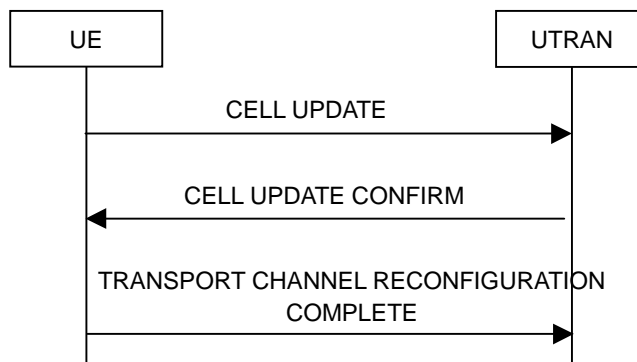 UE
UTRAN
CELL UPDATE
CELL UPDATE CONFIRM
TRANSPORT CHANNEL RECONFIGURATION
COMPLETE